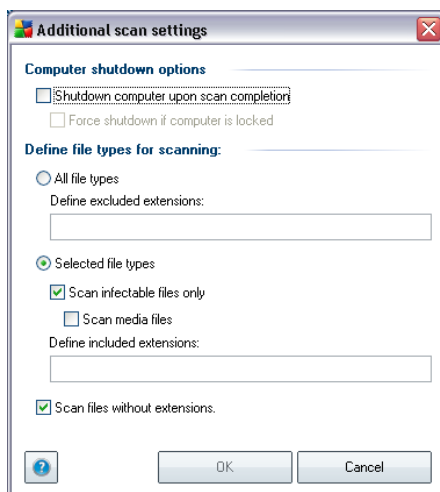 Additional scan settings
Computer shutdown options
Shutdown computer upon scan completion
Force shutdown if computer is locked
Define file types for scanning:
All file types
Define excluded extensions:
Selected file types
Scan infectable files only
Scan media files
Define included extensions:
Scan files without extensions.
?
OK
Cancel